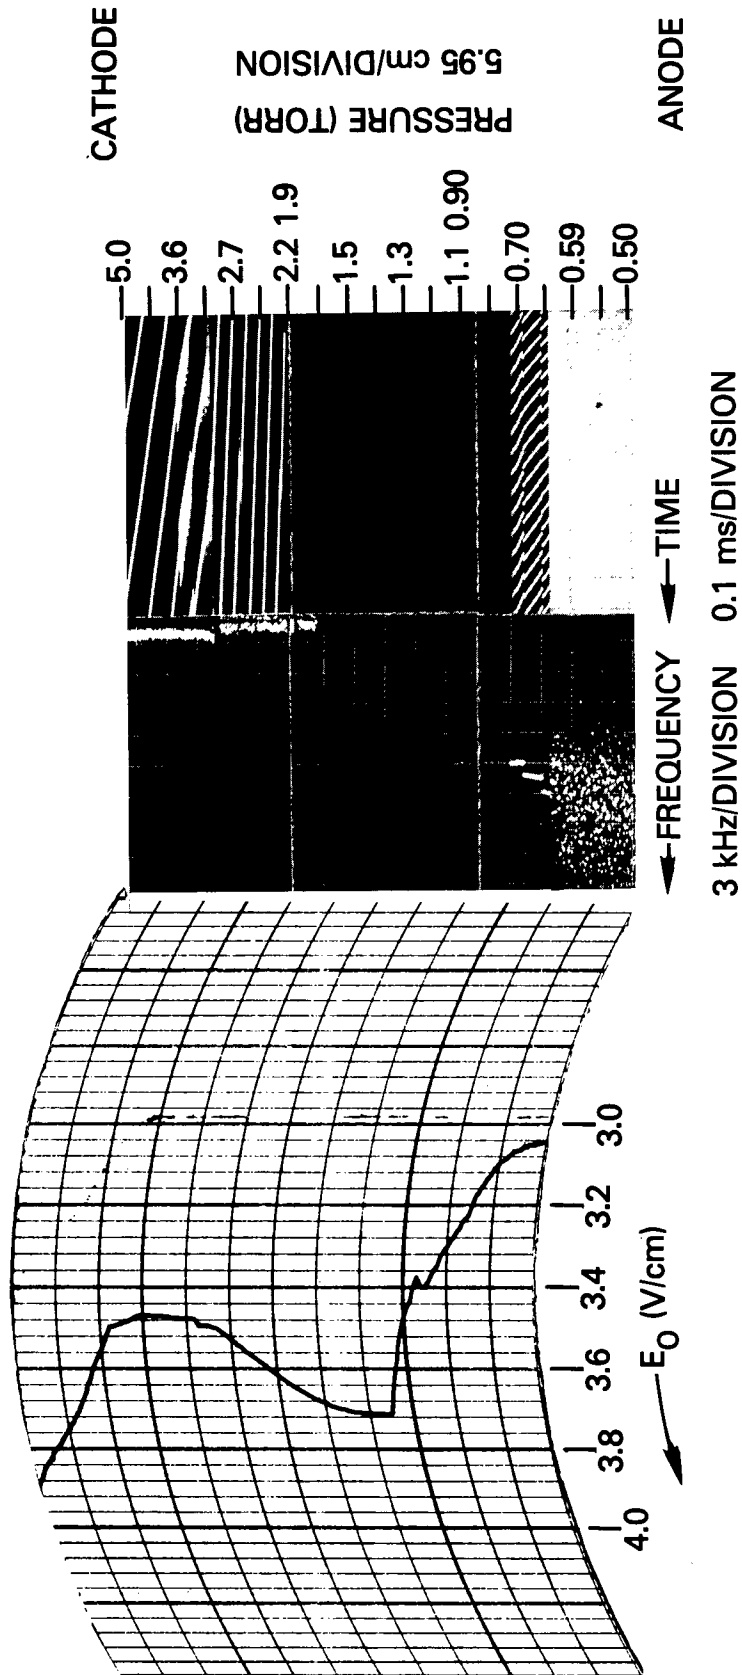 CATHODE
PRESSURE (TORR)
5.95 cm/DIVISION
ANODE
5.0
3.6
2.7
2.2
1.9
1.5
1.3
1.1
0.90
0.70
0.59
0.50
←TIME
0.1 ms/DIVISION
←FREQUENCY
3 kHz/DIVISION
3.0
3.2
3.4
3.6
3.8
4.0
E_O (V/cm)